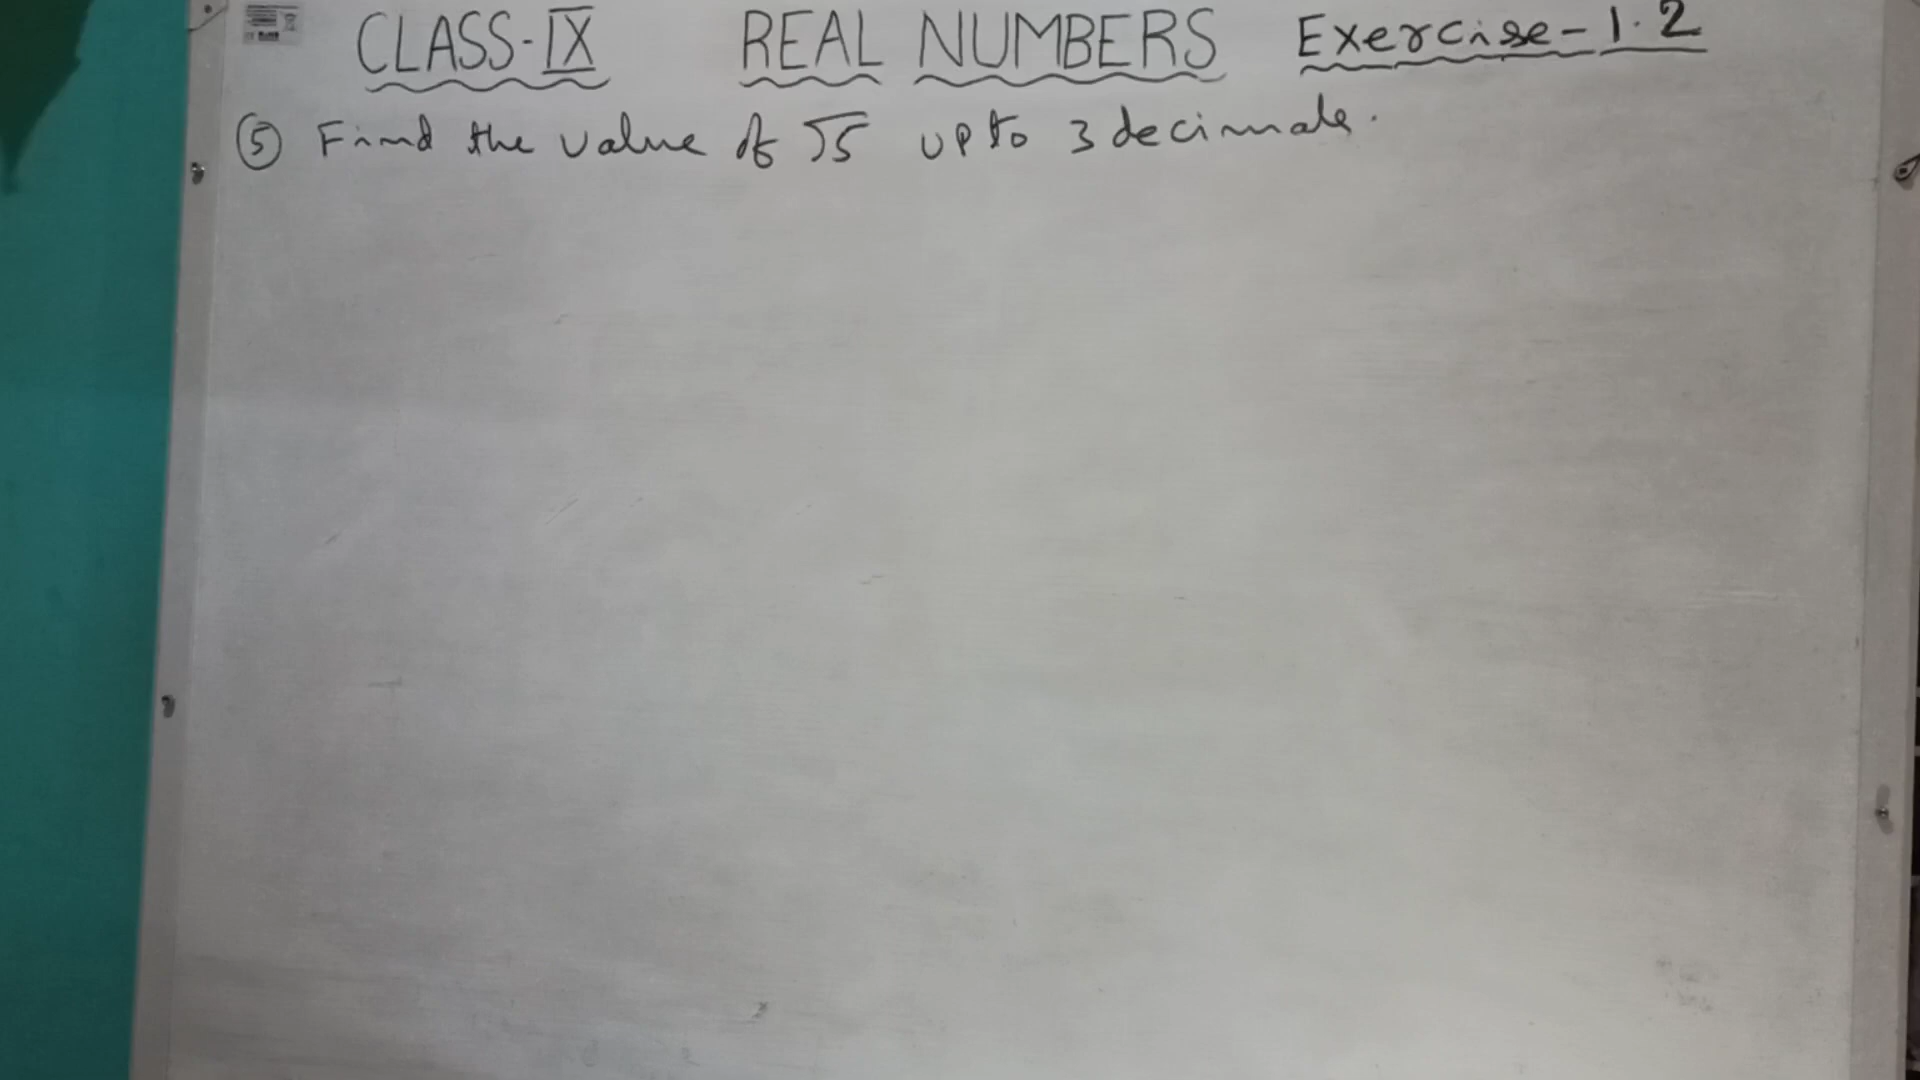 CLASS-IX REAL NUMBERS Exercise-1.2
⑤ Find the value of √5 upto 3 decimals.